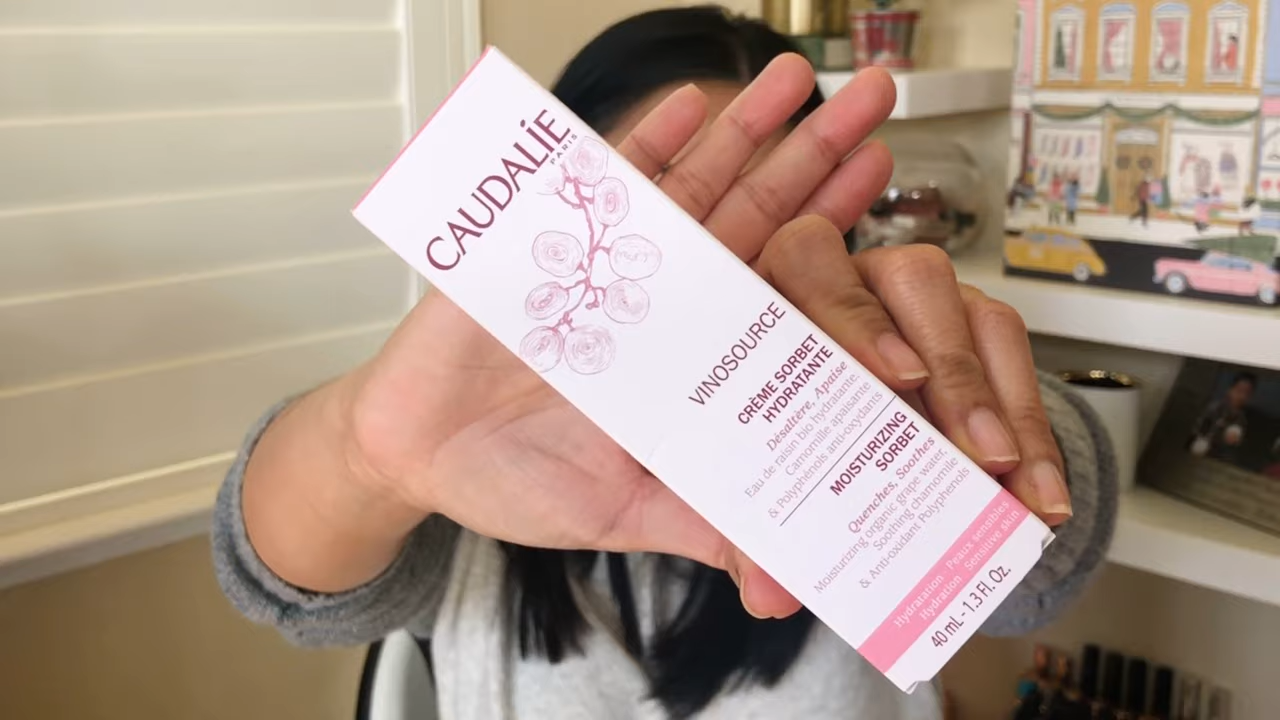 CAUDALÍE
PARIS
VINOSOURCE
CRÈME SORBET
HYDRATANTE
Désaltère, Apaise
Eau de raisin bio hydratante,
Camomille apaisante
& Polyphénols anti-oxydants
MOISTURIZING
SORBET
Quenches, Soothes
Moisturizing organic grape water,
Soothing chamomile
& Anti-oxidant Polyphenols
Hydratation - Peaux sensibles
Hydration - Sensitive skin
40 mL - 1.3 Fl. Oz.